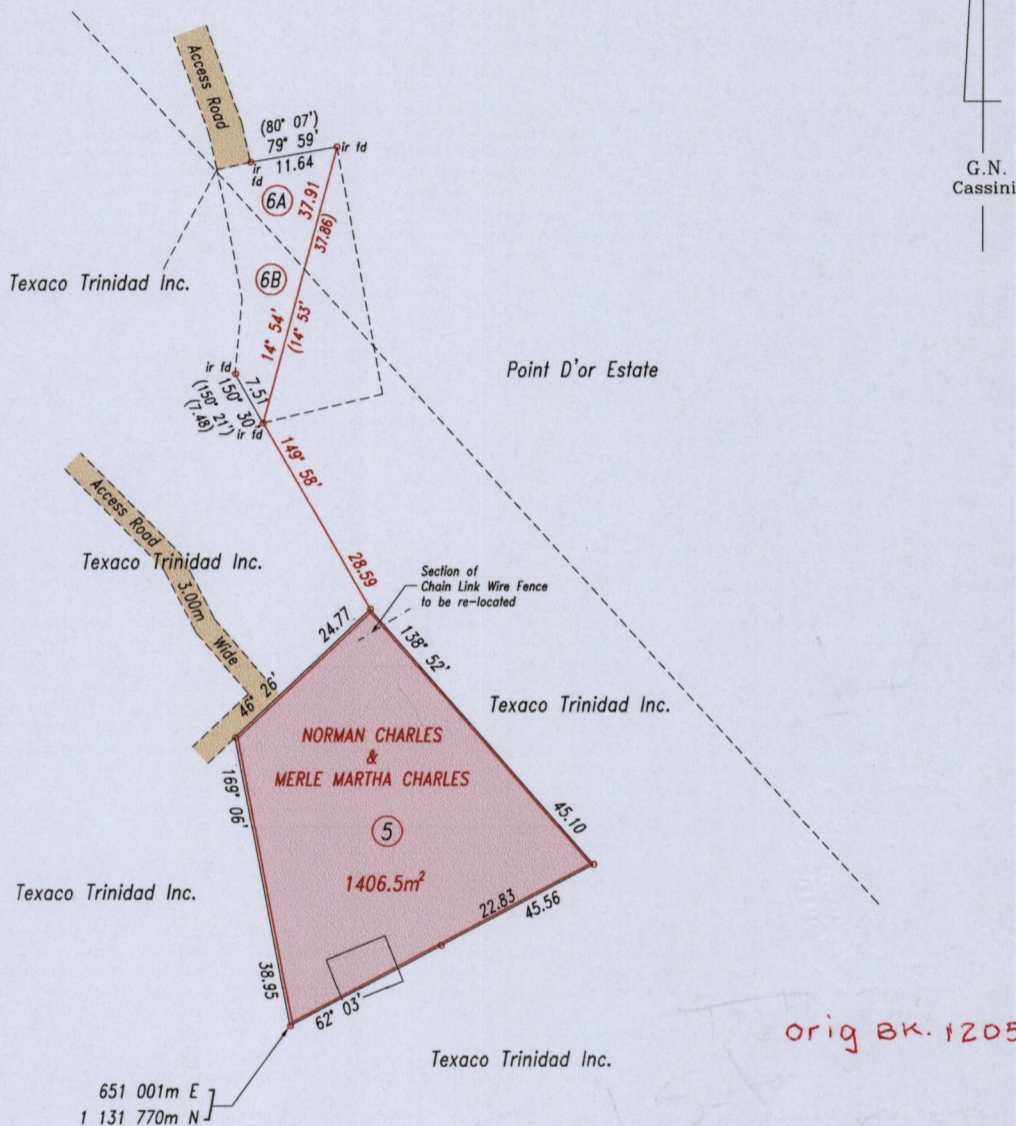 Access Road
(80° 07')
79° 59'
11.64
ir fd
ir fd
G.N.
Cassini
6A
37.91
(37.86)
Texaco Trinidad Inc.
6B
14° 54'
(14° 53')
Point D'or Estate
ir fd
7.51
150° 30'
(150° 21')
(7.48)
ir fd
149° 58'
28.59
Access Road
3.00m
Wide
Texaco Trinidad Inc.
Section of
Chain Link Wire Fence
to be re-located
24.77
138° 52'
46° 26'
Texaco Trinidad Inc.
NORMAN CHARLES
&
MERLE MARTHA CHARLES
169° 06'
5
45.10
1406.5m²
Texaco Trinidad Inc.
22.83
45.56
38.95
62° 03'
orig BK. 1205
Texaco Trinidad Inc.
651 001m E
1 131 770m N